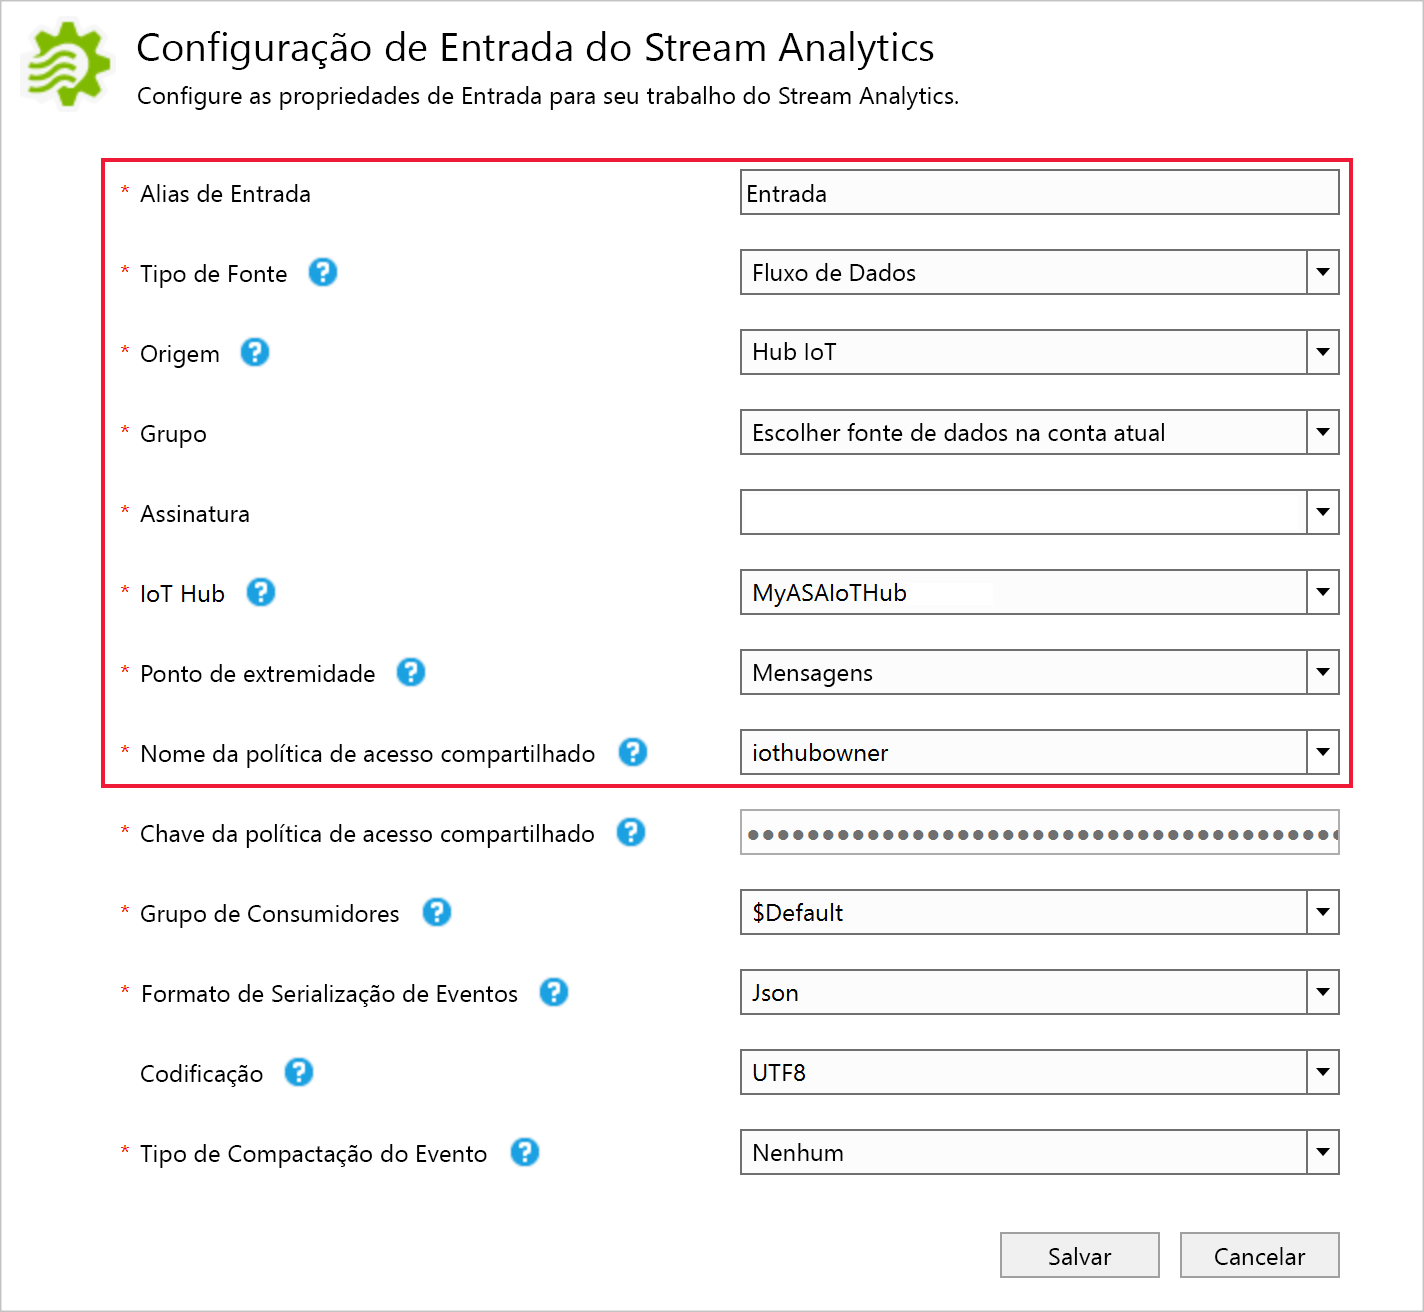 Configuração de Entrada do Stream Analytics
Configure as propriedades de Entrada para seu trabalho do Stream Analytics.
* Alias de Entrada Entrada
* Tipo de Fonte ? Fluxo de Dados
* Origem ? Hub IoT
* Grupo Escolher fonte de dados na conta atual
* Assinatura
* IoT Hub ? MyASAIoTHub
* Ponto de extremidade ? Mensagens
* Nome da política de acesso compartilhado ? iothubowner
* Chave da política de acesso compartilhado ?
* Grupo de Consumidores ? $Default
* Formato de Serialização de Eventos ? Json
Codificação ? UTF8
* Tipo de Compactação do Evento ? Nenhum
Salvar Cancelar